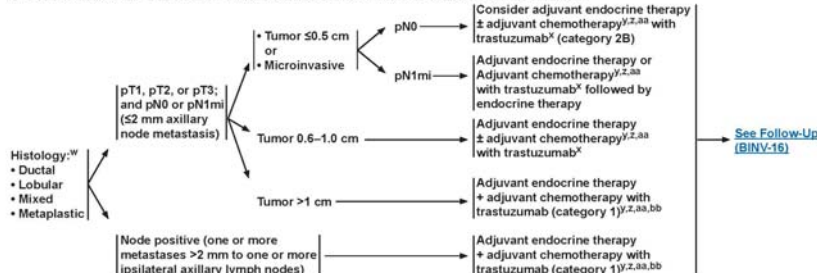 Histology:w
• Ductal
• Lobular
• Mixed
• Metaplastic
pT1, pT2, or pT3;
and pN0 or pN1mi
(≤2 mm axillary
node metastasis)
• Tumor ≤0.5 cm
or
• Microinvasive
pN0
Consider adjuvant endocrine therapy
± adjuvant chemotherapyy,z,aa with
trastuzumabx (category 2B)
pN1mi
Adjuvant endocrine therapy or
Adjuvant chemotherapyy,z,aa
with trastuzumabx followed by
endocrine therapy
Tumor 0.6–1.0 cm
Adjuvant endocrine therapy
± adjuvant chemotherapyy,z,aa
with trastuzumabx
Tumor >1 cm
Adjuvant endocrine therapy
+ adjuvant chemotherapy with
trastuzumab (category 1)y,z,aa,bb
Node positive (one or more
metastases >2 mm to one or more
ipsilateral axillary lymph nodes)
Adjuvant endocrine therapy
+ adjuvant chemotherapy with
trastuzumab (category 1)y,z,aa,bb
See Follow-Up
(BINV-16)